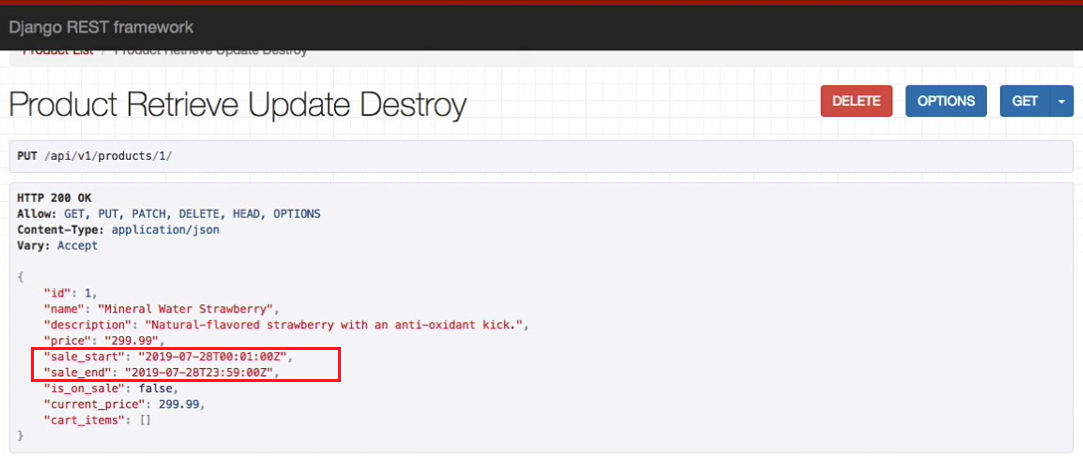 Django REST framework
Product List / Product Retrieve Update Destroy
Product Retrieve Update Destroy
DELETE
OPTIONS
GET
PUT /api/v1/products/1/
HTTP 200 OK
Allow: GET, PUT, PATCH, DELETE, HEAD, OPTIONS
Content-Type: application/json
Vary: Accept
{
"id": 1,
"name": "Mineral Water Strawberry",
"description": "Natural-flavored strawberry with an anti-oxidant kick.",
"price": "299.99",
"sale_start": "2019-07-28T00:01:00Z",
"sale_end": "2019-07-28T23:59:00Z",
"is_on_sale": false,
"current_price": 299.99,
"cart_items": []
}